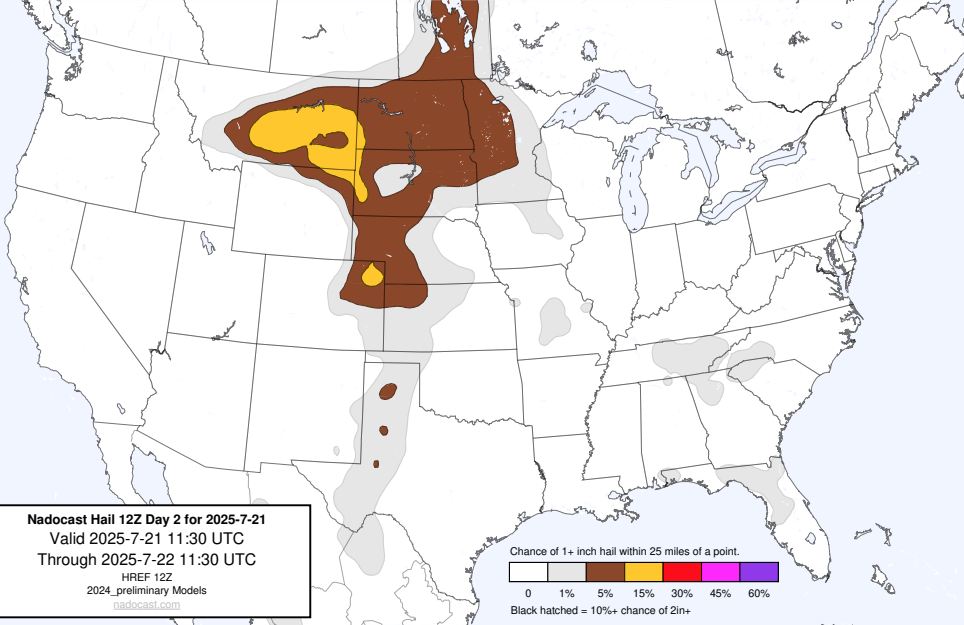 Nadocast Hail 12Z Day 2 for 2025-7-21
Valid 2025-7-21 11:30 UTC
Through 2025-7-22 11:30 UTC
HREF 12Z
2024_preliminary Models
nadocast.com
Chance of 1+ inch hail within 25 miles of a point.
0 1% 5% 15% 30% 45% 60%
Black hatched = 10%+ chance of 2in+